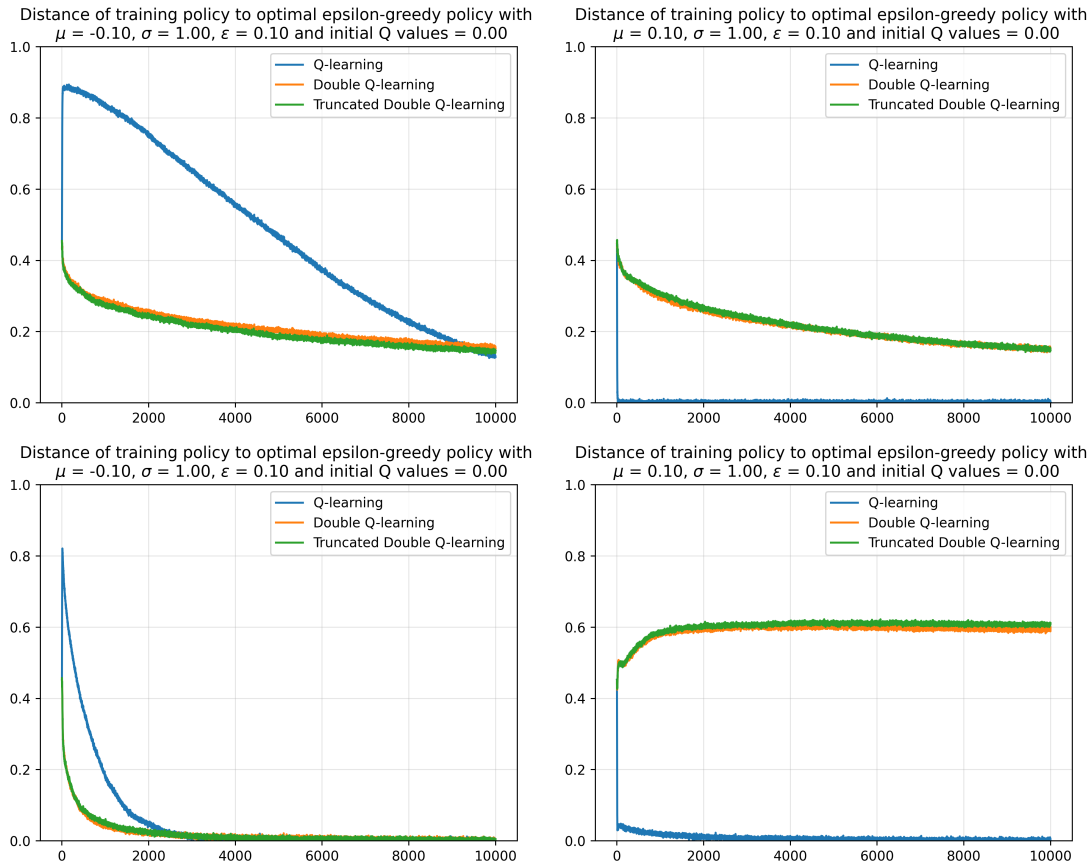 Distance of training policy to optimal epsilon-greedy policy with
μ = -0.10, σ = 1.00, ε = 0.10 and initial Q values = 0.00
1.0
0.8
0.6
0.4
0.2
0.0
0 2000 4000 6000 8000 10000
Q-learning
Double Q-learning
Truncated Double Q-learning
Distance of training policy to optimal epsilon-greedy policy with
μ = 0.10, σ = 1.00, ε = 0.10 and initial Q values = 0.00
1.0
0.8
0.6
0.4
0.2
0.0
0 2000 4000 6000 8000 10000
Q-learning
Double Q-learning
Truncated Double Q-learning
Distance of training policy to optimal epsilon-greedy policy with
μ = -0.10, σ = 1.00, ε = 0.10 and initial Q values = 0.00
1.0
0.8
0.6
0.4
0.2
0.0
0 2000 4000 6000 8000 10000
Q-learning
Double Q-learning
Truncated Double Q-learning
Distance of training policy to optimal epsilon-greedy policy with
μ = 0.10, σ = 1.00, ε = 0.10 and initial Q values = 0.00
1.0
0.8
0.6
0.4
0.2
0.0
0 2000 4000 6000 8000 10000
Q-learning
Double Q-learning
Truncated Double Q-learning